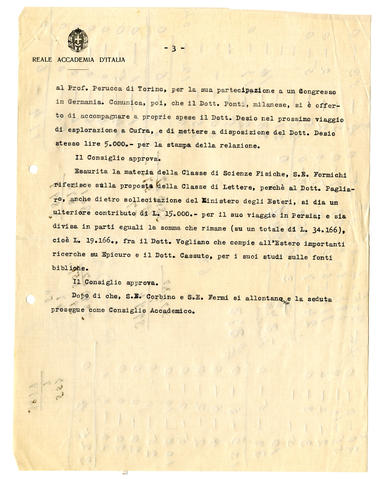 - 3 -
REALE ACCADEMIA D'ITALIA
al Prof. Perucca di Torino, per la sua partecipazione a un Congresso
in Germania. Comunica, poi, che il Dott. Ponti, milanese, si è offer-
to di accompagnare a proprie spese il Dott. Desio nel prossimo viaggio
di esplorazione a Cufra, e di mettere a disposizione del Dott. Desio
stesso lire 5.000.- per la stampa della relazione.
Il Consiglio approva.
Esaurita la materia della Classe di Scienze Fisiche, S.E. Formichi
riferisce sulla proposta della Classe di Lettere, perchè al Dott. Paglia-
ro, anche dietro sollecitazione del Ministero degli Esteri, si dia un
ulteriore contributo di L. 15.000.- per il suo viaggio in Persia; e sia
divisa in parti eguali la somma che rimane (su un totale di L. 34.166),
cioè L. 19.166., fra il Dott. Vogliano che compie all'Estero importanti
ricerche su Epicuro e il Dott. Cassuto, per i suoi studi sulle fonti
bibliche.
Il Consiglio approva.
Dopo di che, S.E. Corbino e S.E. Fermi si allontano e la seduta
prosegue come Consiglio Accademico.